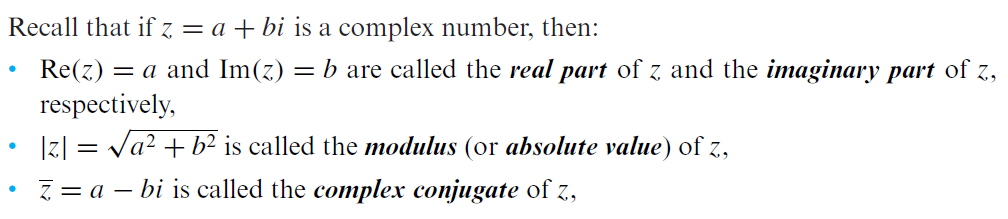 Recall that if z = a + bi is a complex number, then:
• Re(z) = a and Im(z) = b are called the real part of z and the imaginary part of z,
respectively,
• |z| = √a² + b² is called the modulus (or absolute value) of z,
• z̅ = a − bi is called the complex conjugate of z,